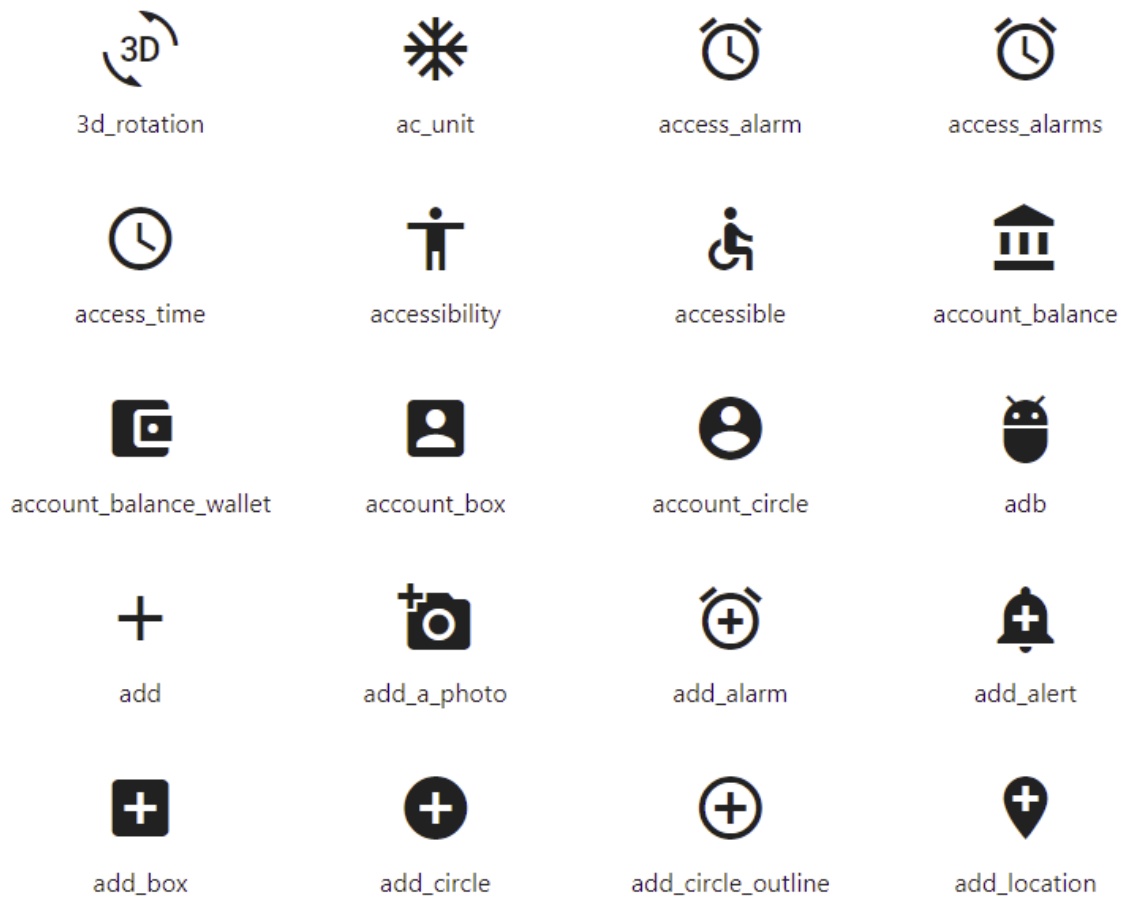 3D
3d_rotation
ac_unit
access_alarm
access_alarms
access_time
accessibility
accessible
account_balance
account_balance_wallet
account_box
account_circle
adb
add
add_a_photo
add_alarm
add_alert
add_box
add_circle
add_circle_outline
add_location